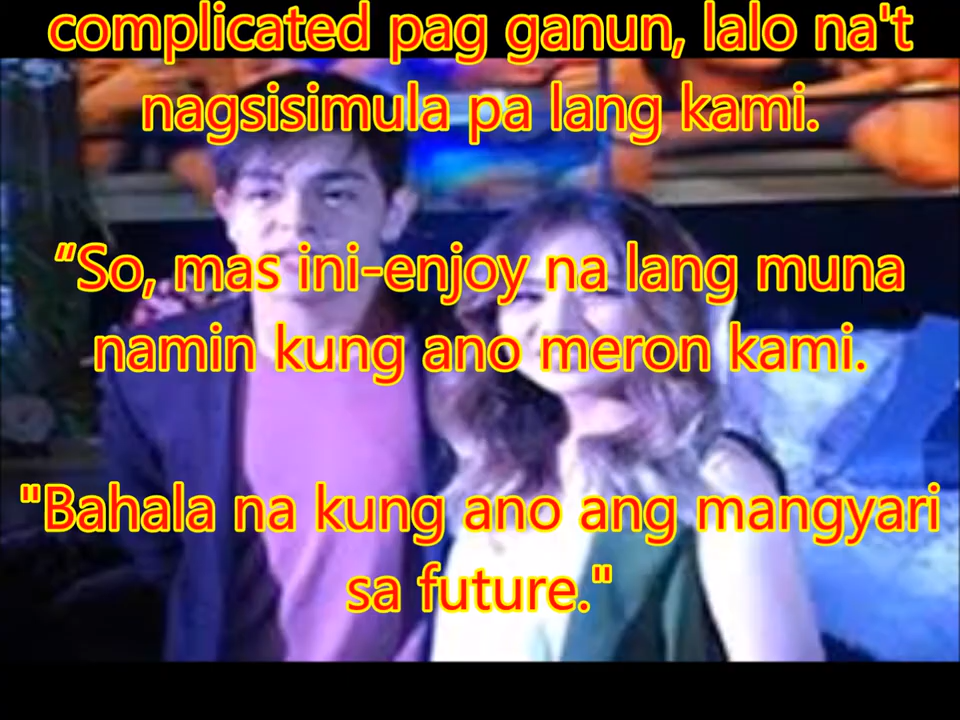 complicated pag ganun, lalo na't
nagsisimula pa lang kami.
“So, mas ini-enjoy na lang muna
namin kung ano meron kami.
"Bahala na kung ano ang mangyari
sa future."